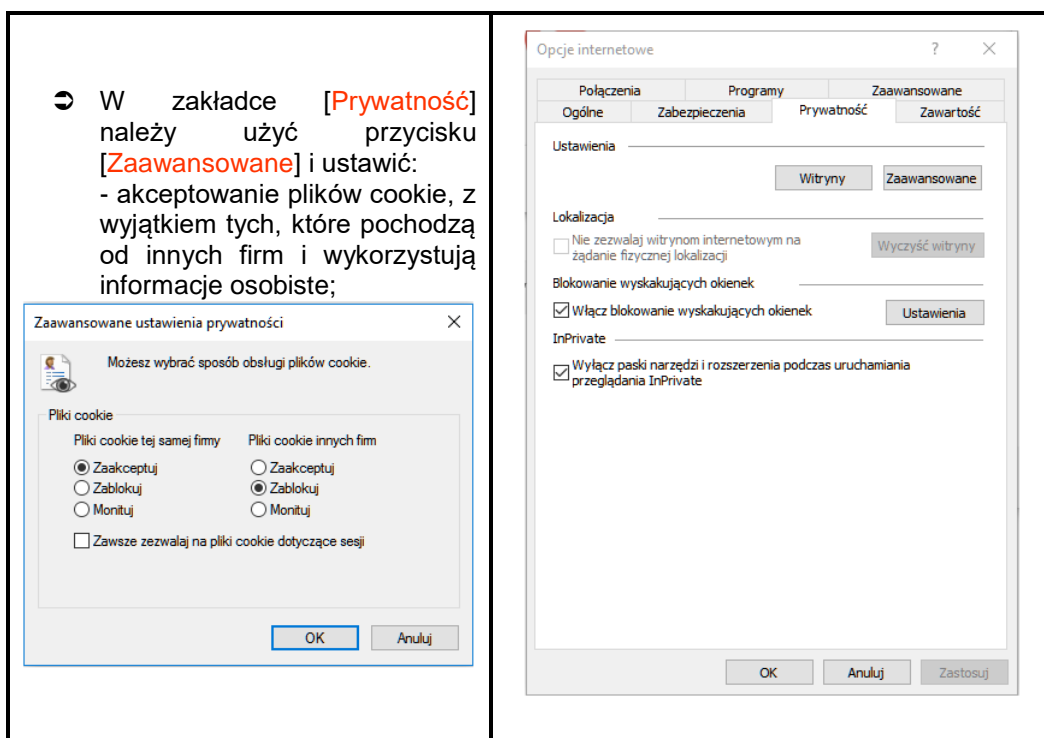 ➲ W zakładce [Prywatność]
należy użyć przycisku
[Zaawansowane] i ustawić:
- akceptowanie plików cookie, z
wyjątkiem tych, które pochodzą
od innych firm i wykorzystują
informacje osobiste;
Zaawansowane ustawienia prywatności
Możesz wybrać sposób obsługi plików cookie.
Pliki cookie
Pliki cookie tej samej firmy Pliki cookie innych firm
Zaakceptuj Zaakceptuj
Zablokuj Zablokuj
Monituj Monituj
Zawsze zezwalaj na pliki cookie dotyczące sesji
OK Anuluj
Opcje internetowe ?
Połączenia Programy Zaawansowane
Ogólne Zabezpieczenia Prywatność Zawartość
Ustawienia
Witryny Zaawansowane
Lokalizacja
Nie zezwalaj witrynom internetowym na
żądanie fizycznej lokalizacji
Wyczyść witryny
Blokowanie wyskakujących okienek
Włącz blokowanie wyskakujących okienek Ustawienia
InPrivate
Wyłącz paski narzędzi i rozszerzenia podczas uruchamiania
przeglądania InPrivate
OK Anuluj Zastosuj